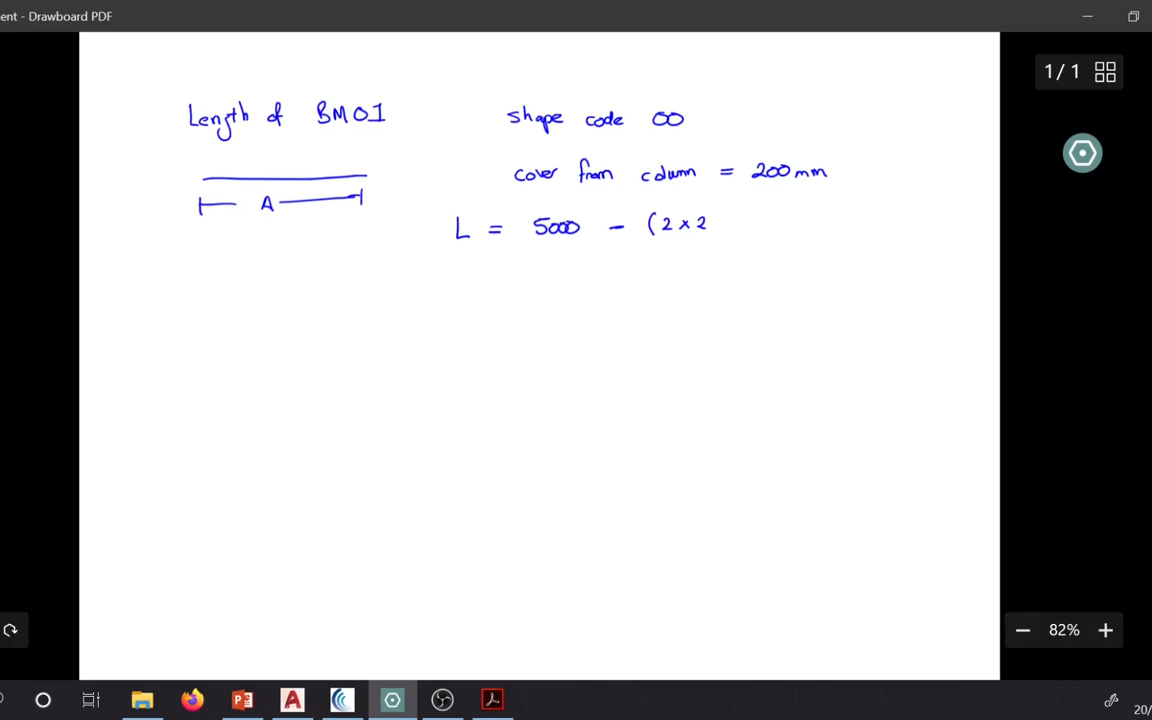 ent - Drawboard PDF
1/1
Length of BM01
shape code 00
cover from column = 200mm
A
L = 5000 - (2 × 2
82%
20/